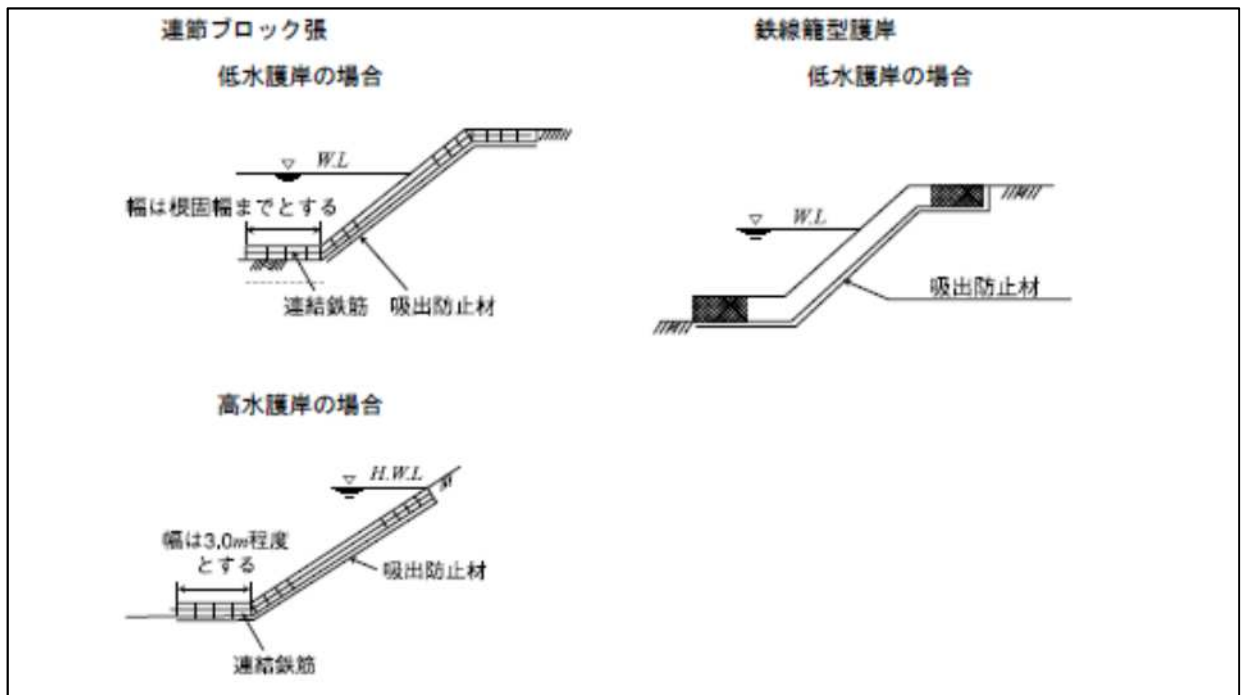 連節ブロック張
低水護岸の場合
W.L
幅は根固幅までとする
連結鉄筋
吸出防止材
鉄線籠型護岸
低水護岸の場合
W.L
吸出防止材
高水護岸の場合
H.W.L
幅は3.0m程度
とする
吸出防止材
連結鉄筋